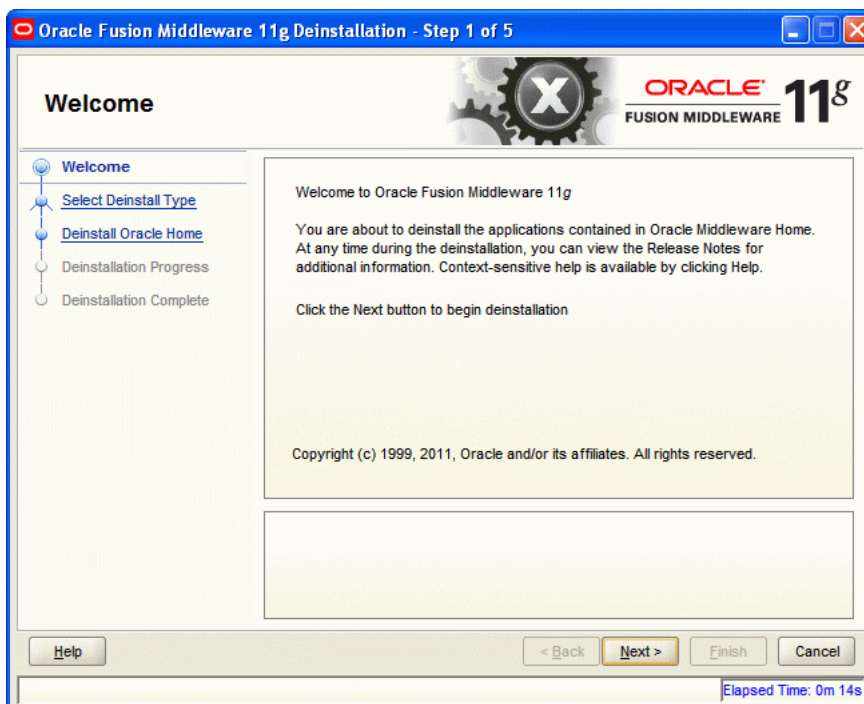 Oracle Fusion Middleware 11g Deinstallation - Step 1 of 5
Welcome
X
ORACLE®
FUSION MIDDLEWARE 11g
Welcome
Select Deinstall Type
Deinstall Oracle Home
Deinstallation Progress
Deinstallation Complete
Welcome to Oracle Fusion Middleware 11g
You are about to deinstall the applications contained in Oracle Middleware Home.
At any time during the deinstallation, you can view the Release Notes for
additional information. Context-sensitive help is available by clicking Help.
Click the Next button to begin deinstallation
Copyright (c) 1999, 2011, Oracle and/or its affiliates. All rights reserved.
Help
< Back
Next >
Finish
Cancel
Elapsed Time: 0m 14s